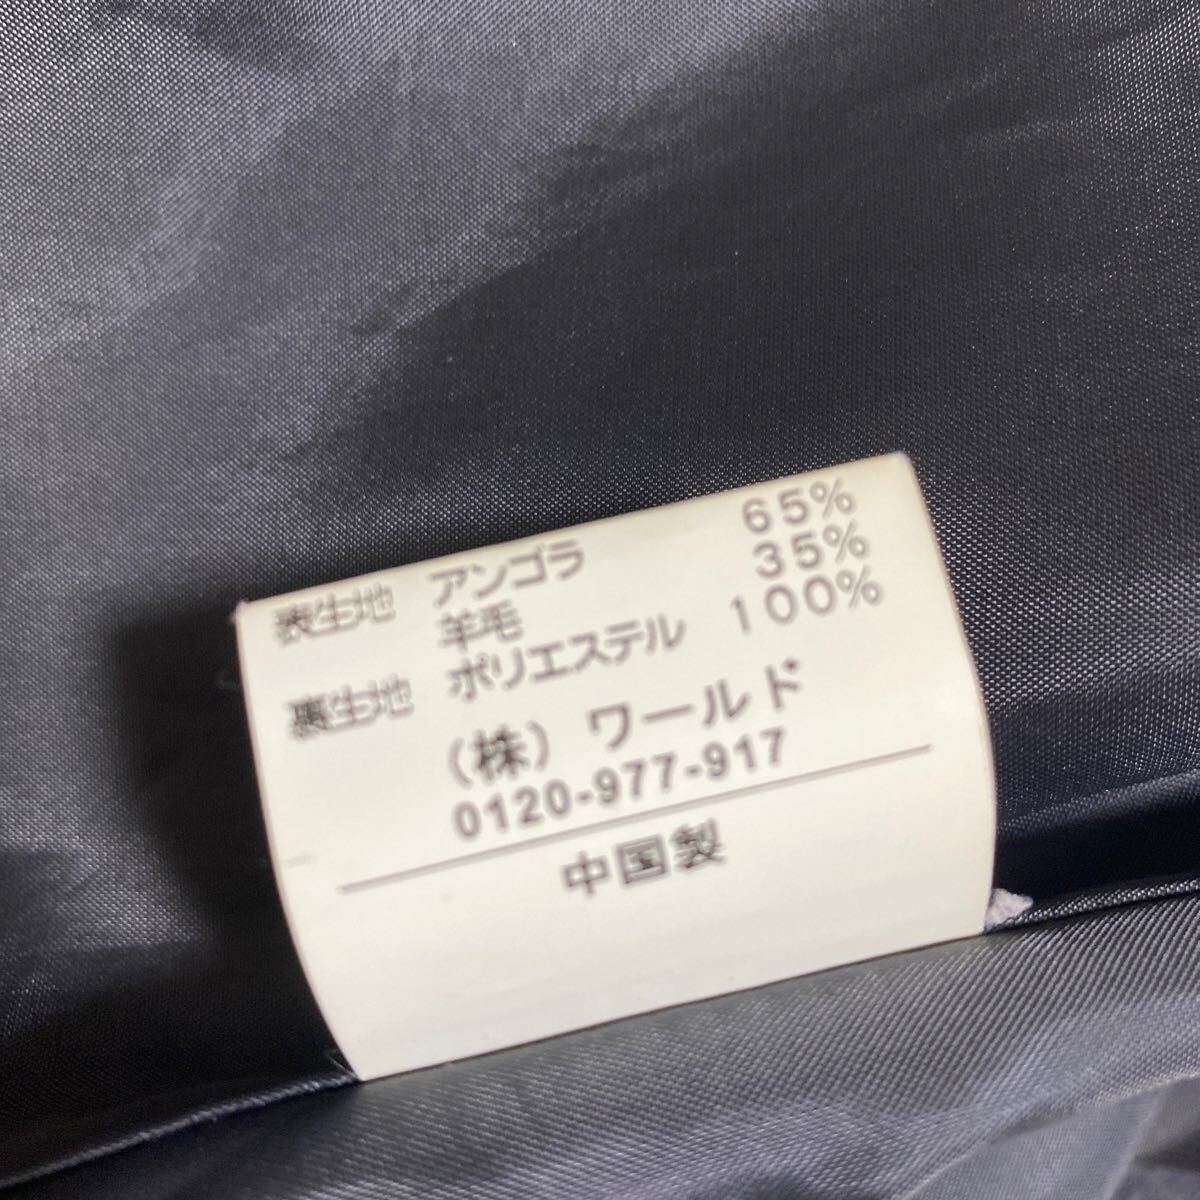 表生地 アンゴラ 65%
羊毛 35%
裏生地 ポリエステル 100%
(株) ワールド
0120-977-917
中国製